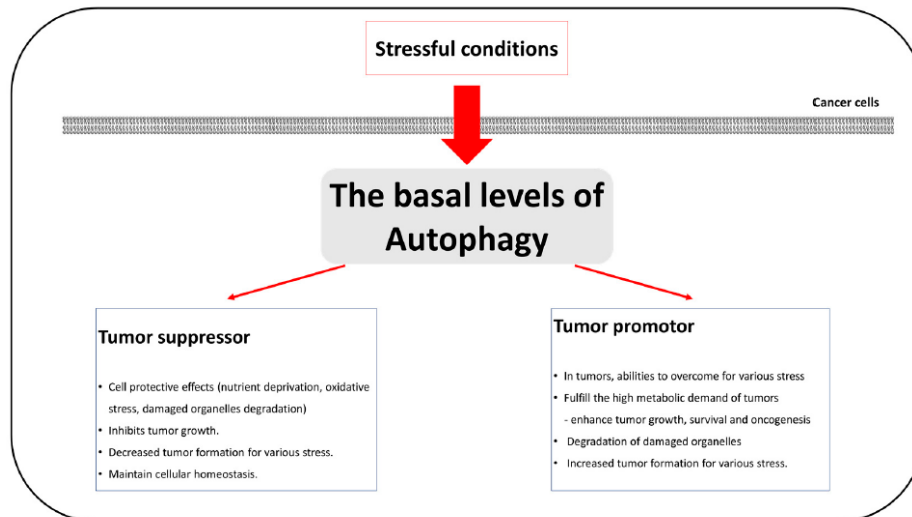 Stressful conditions
Cancer cells
The basal levels of
Autophagy
Tumor suppressor
• Cell protective effects (nutrient deprivation, oxidative
stress, damaged organelles degradation)
• Inhibits tumor growth.
• Decreased tumor formation for various stress.
• Maintain cellular homeostasis.
Tumor promotor
• In tumors, abilities to overcome for various stress
• Fulfill the high metabolic demand of tumors
- enhance tumor growth, survival and oncogenesis
• Degradation of damaged organelles
• Increased tumor formation for various stress.